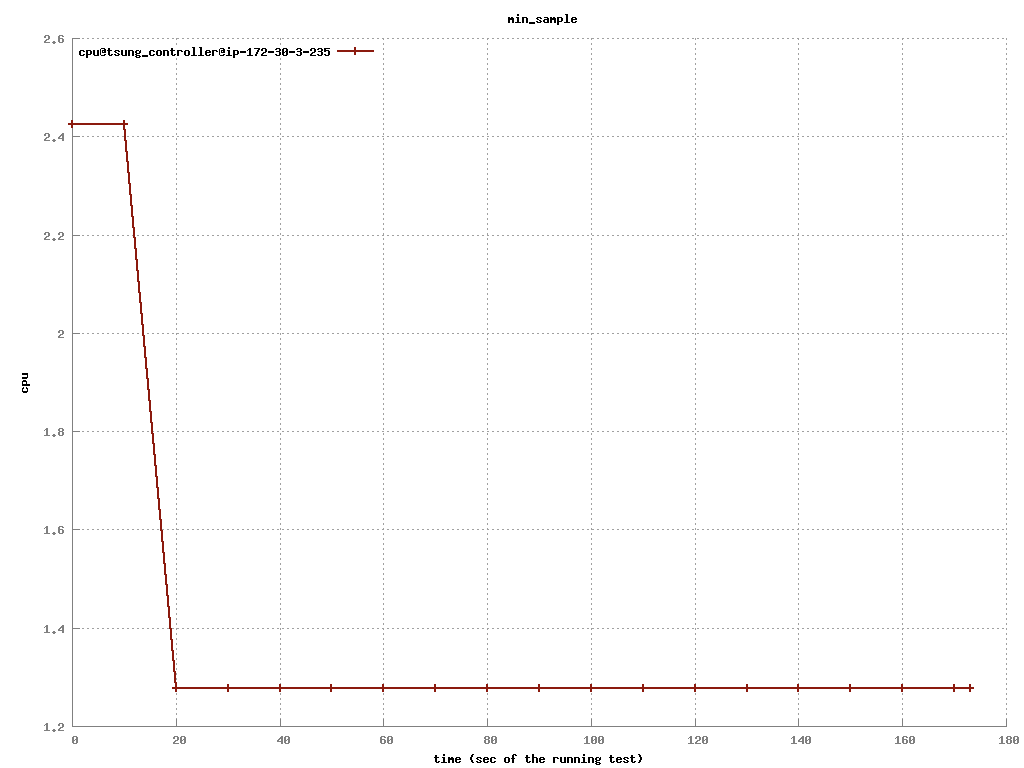 min_sample
2.6
cpu@tsung_controller@ip-172-30-3-235
2.4
2.2
2
cpu
1.8
1.6
1.4
1.2
0 20 40 60 80 100 120 140 160 180
time (sec of the running test)